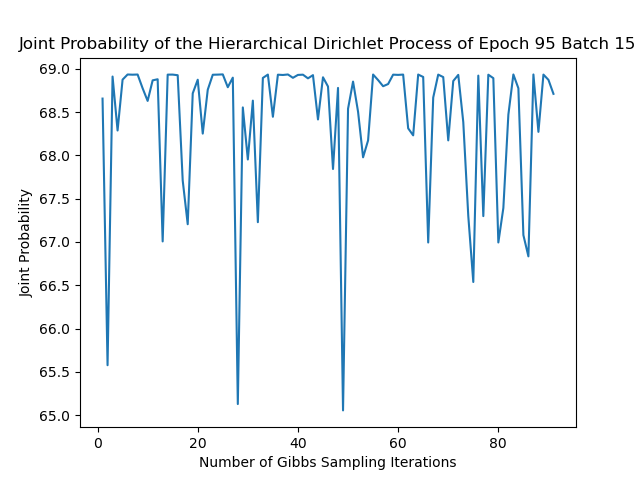 Joint Probability of the Hierarchical Dirichlet Process of Epoch 95 Batch 15
69.0
68.5
68.0
67.5
67.0
66.5
66.0
65.5
65.0
Joint Probability
0 20 40 60 80
Number of Gibbs Sampling Iterations